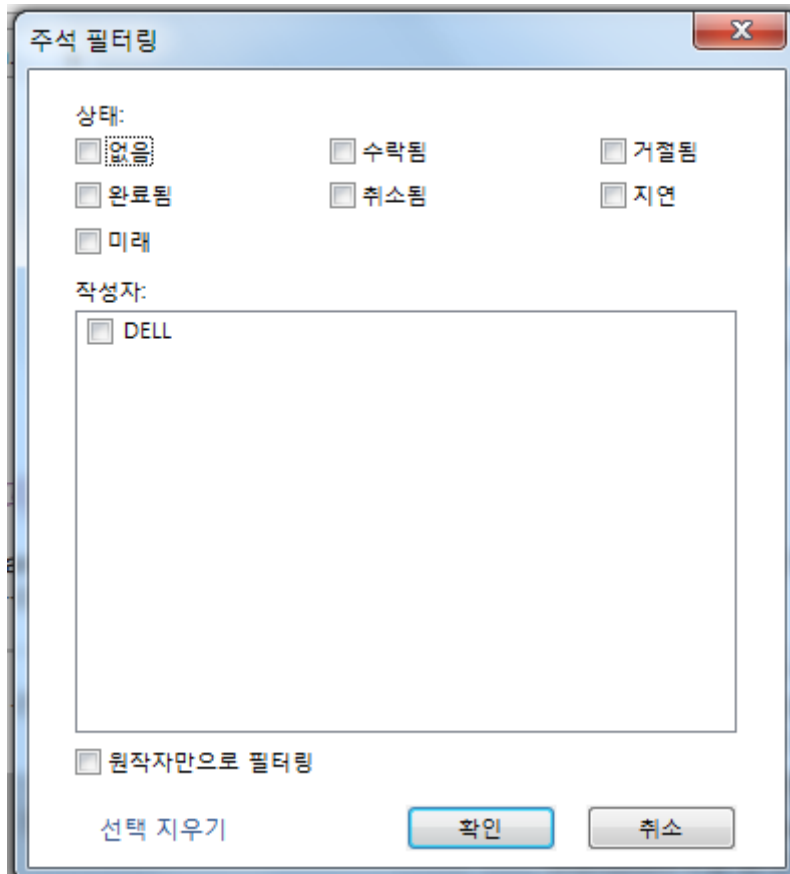 주석 필터링
상태:
없음 수락됨 거절됨
완료됨 취소됨 지연
미래
작성자:
DELL
원작자만으로 필터링
선택 지우기 확인 취소